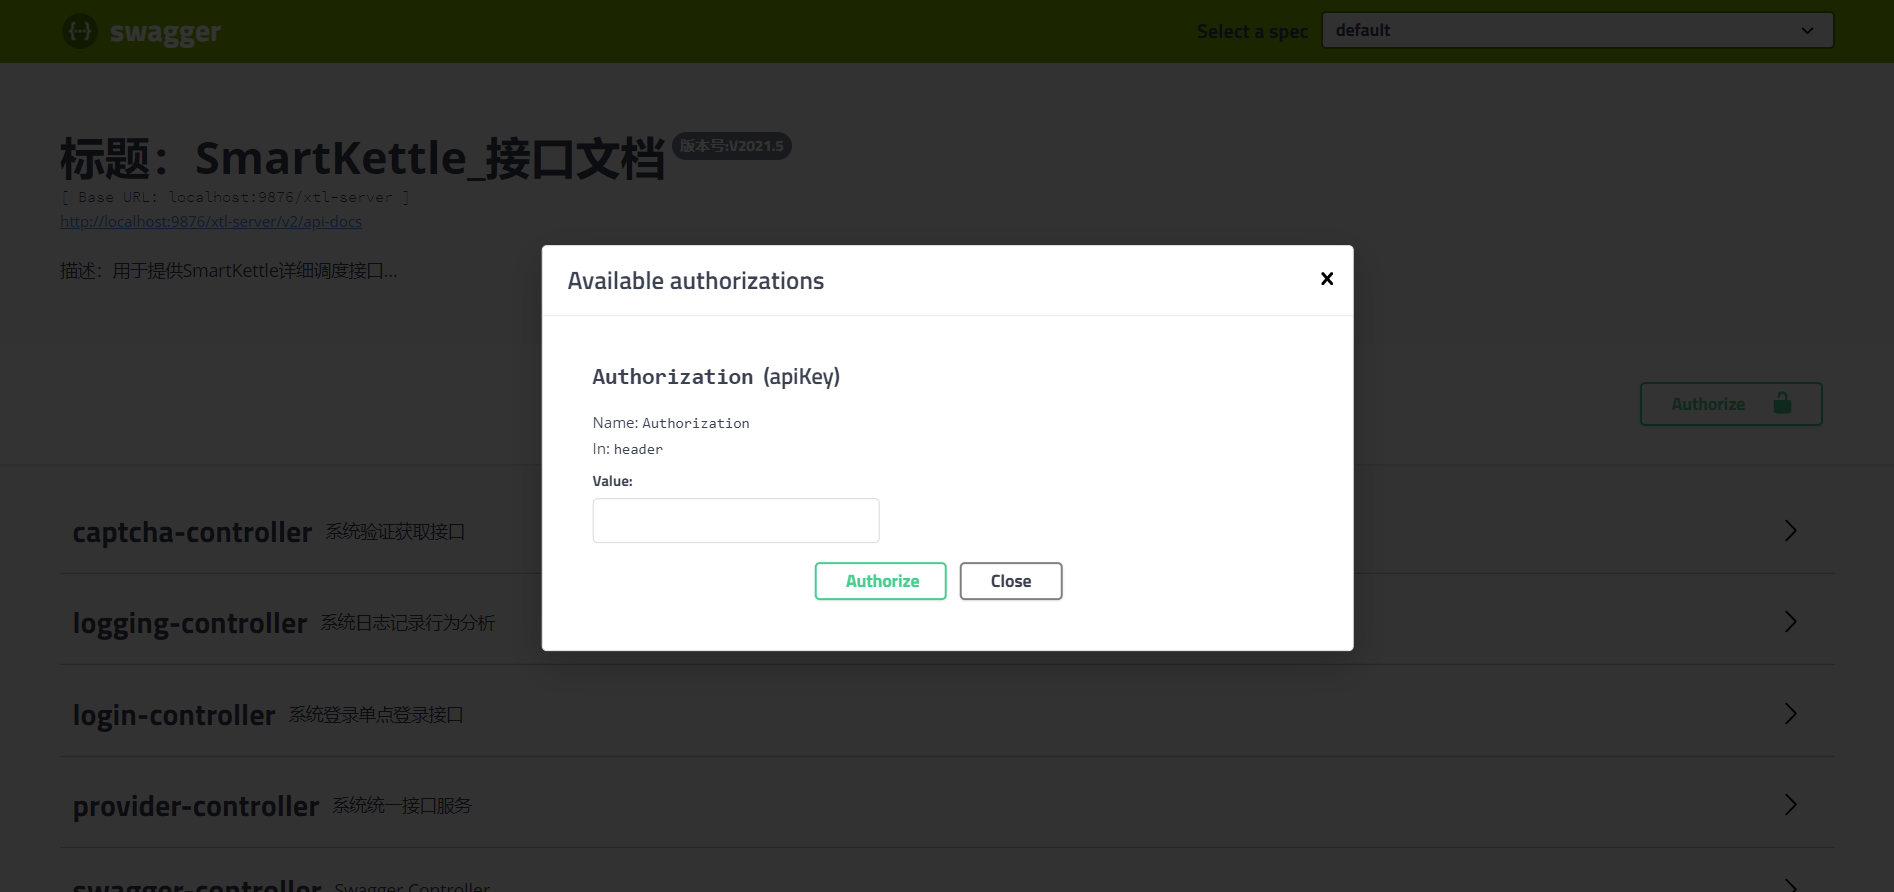 swagger
Select a spec
default
标题：SmartKettle_接口文档
版本号:V2021.5
[ Base URL: localhost:9876/xtl-server ]
http://localhost:9876/xtl-server/v2/api-docs
描述：用于提供SmartKettle详细调度接口...
Available authorizations
Authorization (apiKey)
Name: Authorization
In: header
Value:
Authorize Close
Authorize
captcha-controller 系统验证获取接口
logging-controller 系统日志记录行为分析
login-controller 系统登录单点登录接口
provider-controller 系统统一接口服务
swagger-controller Swagger Controller